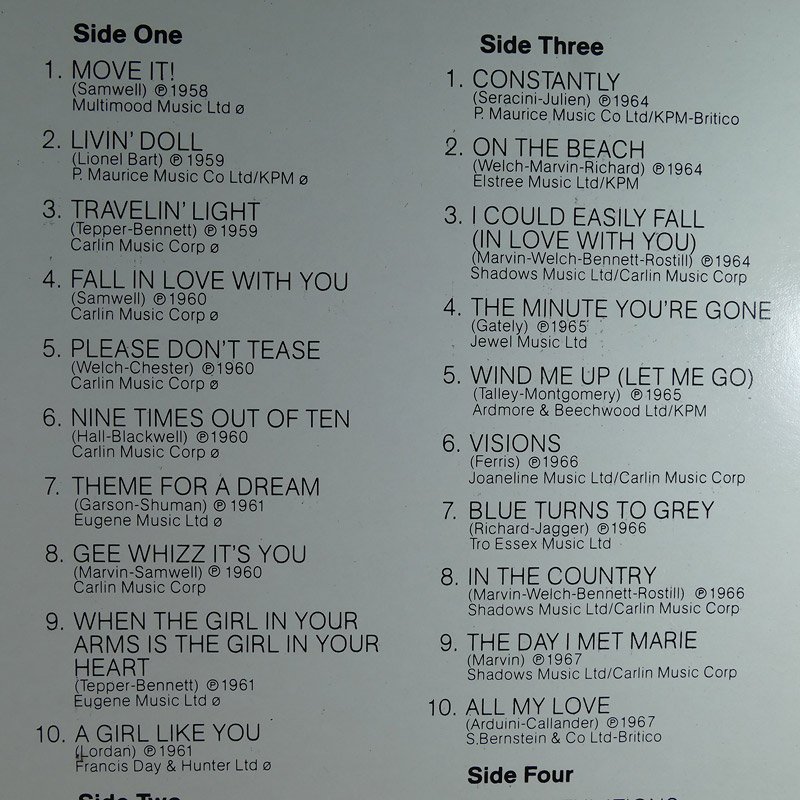 Side One
1. MOVE IT!
(Samwell) ℗ 1958
Multimood Music Ltd ø
2. LIVIN' DOLL
(Lionel Bart) ℗ 1959
P. Maurice Music Co Ltd/KPM ø
3. TRAVELIN' LIGHT
(Tepper-Bennett) ℗ 1959
Carlin Music Corp ø
4. FALL IN LOVE WITH YOU
(Samwell) ℗ 1960
Carlin Music Corp ø
5. PLEASE DON'T TEASE
(Welch-Chester) ℗ 1960
Carlin Music Corp ø
6. NINE TIMES OUT OF TEN
(Hall-Blackwell) ℗ 1960
Carlin Music Corp ø
7. THEME FOR A DREAM
(Garson-Shuman) ℗ 1961
Eugene Music Ltd ø
8. GEE WHIZZ IT'S YOU
(Marvin-Samwell) ℗ 1960
Carlin Music Corp
9. WHEN THE GIRL IN YOUR
ARMS IS THE GIRL IN YOUR
HEART
(Tepper-Bennett) ℗ 1961
Eugene Music Ltd ø
10. A GIRL LIKE YOU
(Lordan) ℗ 1961
Francis Day & Hunter Ltd ø
Side Two
Side Three
1. CONSTANTLY
(Seracini-Julien) ℗ 1964
P. Maurice Music Co Ltd/KPM-Britico
2. ON THE BEACH
(Welch-Marvin-Richard) ℗ 1964
Elstree Music Ltd/KPM
3. I COULD EASILY FALL
(IN LOVE WITH YOU)
(Marvin-Welch-Bennett-Rostill) ℗ 1964
Shadows Music Ltd/Carlin Music Corp
4. THE MINUTE YOU'RE GONE
(Gately) ℗ 1965
Jewel Music Ltd
5. WIND ME UP (LET ME GO)
(Talley-Montgomery) ℗ 1965
Ardmore & Beechwood Ltd/KPM
6. VISIONS
(Ferris) ℗ 1966
Joaneline Music Ltd/Carlin Music Corp
7. BLUE TURNS TO GREY
(Richard-Jagger) ℗ 1966
Tro Essex Music Ltd
8. IN THE COUNTRY
(Marvin-Welch-Bennett-Rostill) ℗ 1966
Shadows Music Ltd/Carlin Music Corp
9. THE DAY I MET MARIE
(Marvin) ℗ 1967
Shadows Music Ltd/Carlin Music Corp
10. ALL MY LOVE
(Arduini-Callander) ℗ 1967
S.Bernstein & Co Ltd-Britico
Side Four